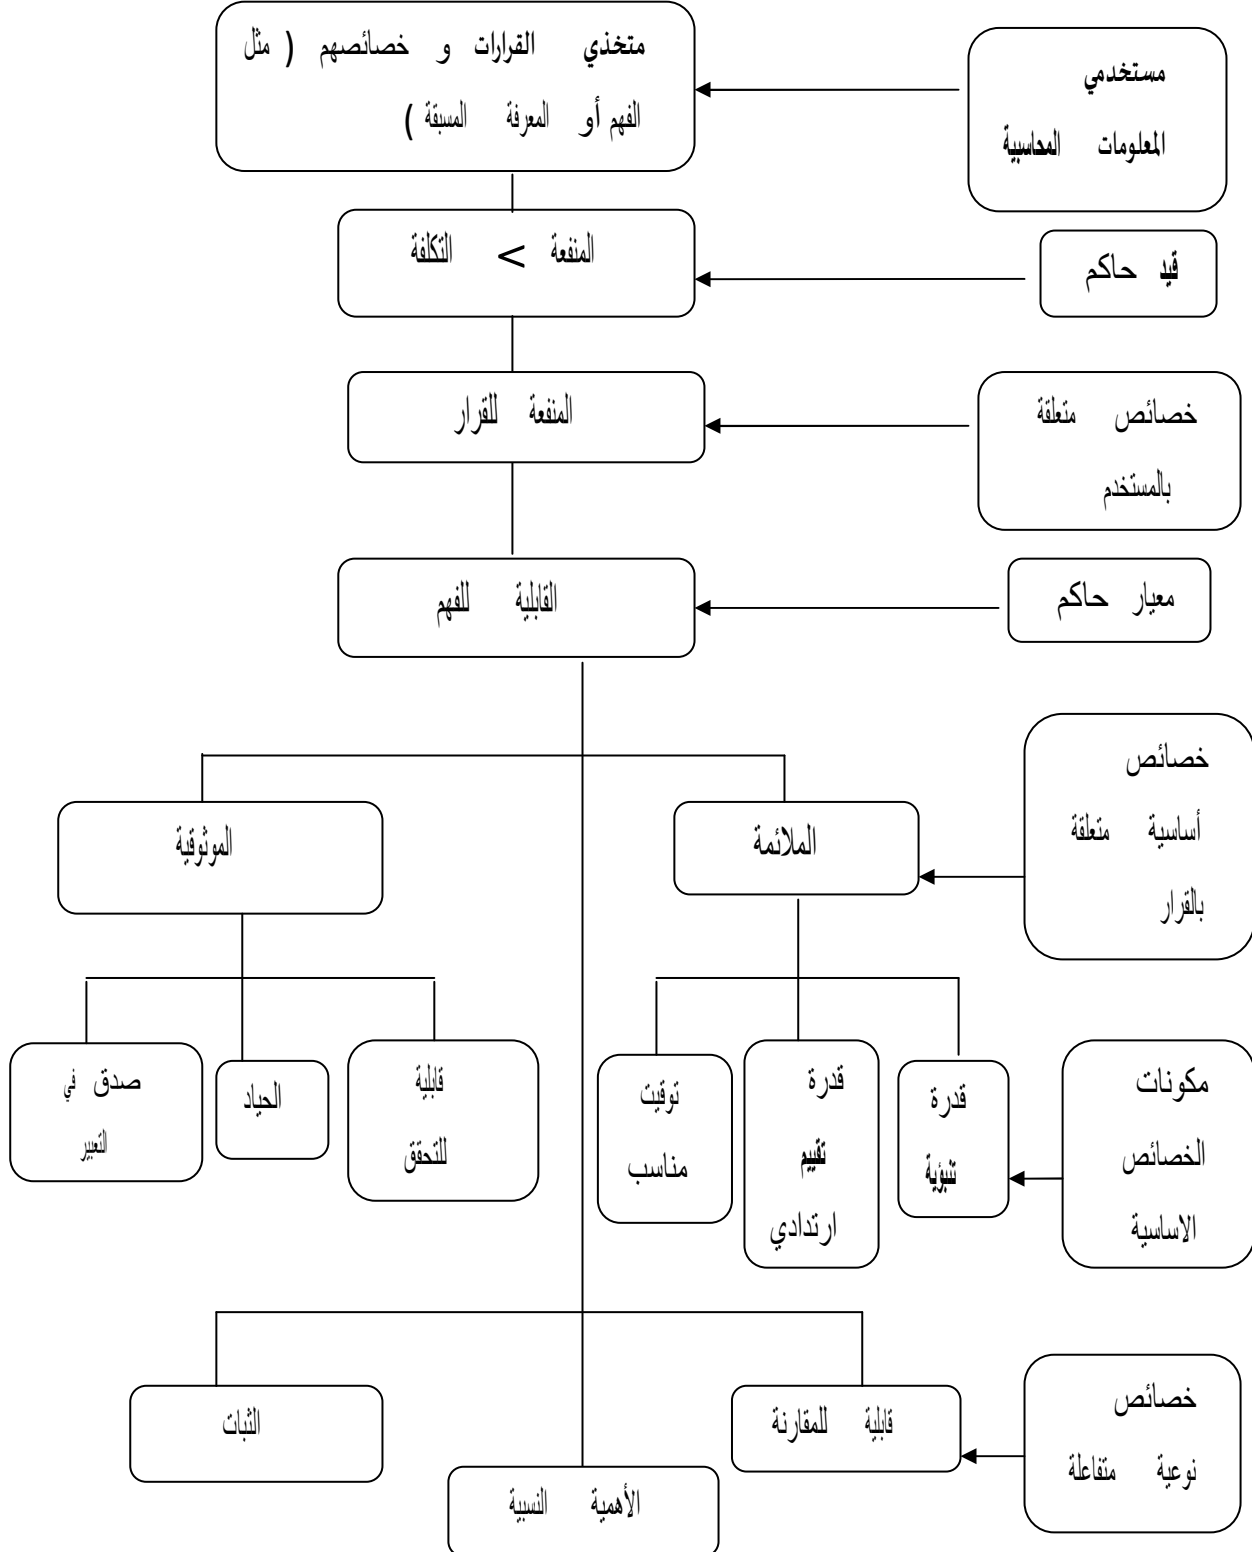 متخذي القرارات و خصائصهم ( مثل
الفهم أو المعرفة المسبقة )
مستخدمي
المعلومات المحاسبية
المنفعة > التكلفة
قيد حاكم
المنفعة للقرار
خصائص متعلقة
بالمستخدم
القابلية للفهم
معيار حاكم
خصائص
أساسية متعلقة
بالقرار
الملائمة
الموثوقية
مكونات
الخصائص
الاساسية
قدرة
تنبؤية
قدرة
تقييم
ارتدادي
توقيت
مناسب
قابلية
للتحقق
الحياد
صدق في
التعبير
خصائص
نوعية متفاعلة
قابلية للمقارنة
الثبات
الأهمية النسبية